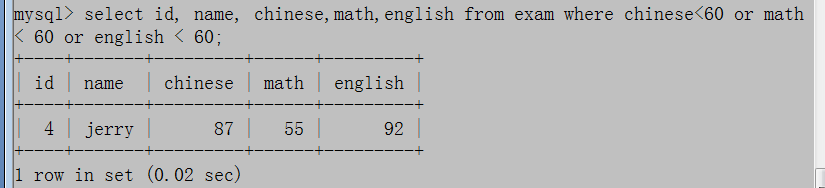 mysql> select id, name, chinese,math,english from exam where chinese<60 or math
< 60 or english < 60;
+----+-------+---------+------+---------+
| id | name  | chinese | math | english |
+----+-------+---------+------+---------+
|  4 | jerry |      87 |   55 |      92 |
+----+-------+---------+------+---------+
1 row in set (0.02 sec)